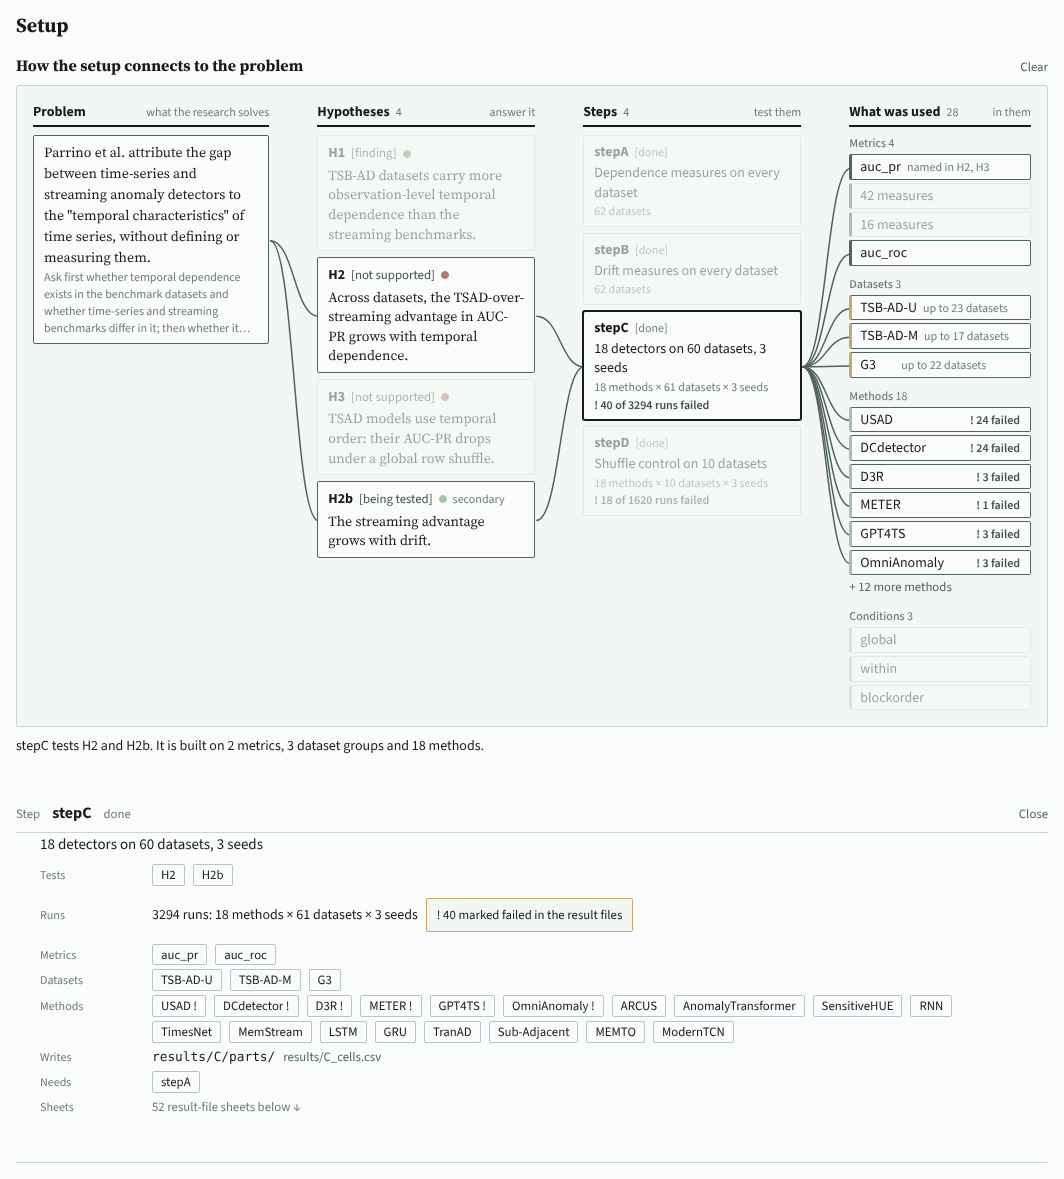 Setup
How the setup connects to the problem
Clear
Problem what the research solves
Parrino et al. attribute the gap
between time-series and
streaming anomaly detectors to
the "temporal characteristics" of
time series, without defining or
measuring them.
Ask first whether temporal dependence
exists in the benchmark datasets and
whether time-series and streaming
benchmarks differ in it; then whether it…
Hypotheses 4 answer it
H1 [finding]
TSB-AD datasets carry more
observation-level temporal
dependence than the
streaming benchmarks.
H2 [not supported]
Across datasets, the TSAD-over-
streaming advantage in AUC-
PR grows with temporal
dependence.
H3 [not supported]
TSAD models use temporal
order: their AUC-PR drops
under a global row shuffle.
H2b [being tested] secondary
The streaming advantage
grows with drift.
Steps 4 test them
stepA [done]
Dependence measures on every
dataset
62 datasets
stepB [done]
Drift measures on every dataset
62 datasets
stepC [done]
18 detectors on 60 datasets, 3
seeds
18 methods × 61 datasets × 3 seeds
! 40 of 3294 runs failed
stepD [done]
Shuffle control on 10 datasets
18 methods × 10 datasets × 3 seeds
! 18 of 1620 runs failed
What was used 28 in them
Metrics 4
auc_pr named in H2, H3
42 measures
16 measures
auc_roc
Datasets 3
TSB-AD-U up to 23 datasets
TSB-AD-M up to 17 datasets
G3 up to 22 datasets
Methods 18
USAD ! 24 failed
DCdetector ! 24 failed
D3R ! 3 failed
METER ! 1 failed
GPT4TS ! 3 failed
OmniAnomaly ! 3 failed
+ 12 more methods
Conditions 3
global
within
blockorder
stepC tests H2 and H2b. It is built on 2 metrics, 3 dataset groups and 18 methods.
Step stepC done
Close
18 detectors on 60 datasets, 3 seeds
Tests H2 H2b
Runs 3294 runs: 18 methods × 61 datasets × 3 seeds ! 40 marked failed in the result files
Metrics auc_pr auc_roc
Datasets TSB-AD-U TSB-AD-M G3
Methods USAD ! DCdetector ! D3R ! METER ! GPT4TS ! OmniAnomaly ! ARCUS AnomalyTransformer SensitiveHUE RNN
TimesNet MemStream LSTM GRU TranAD Sub-Adjacent MEMTO ModernTCN
Writes results/C/parts/ results/C_cells.csv
Needs stepA
Sheets 52 result-file sheets below ↓